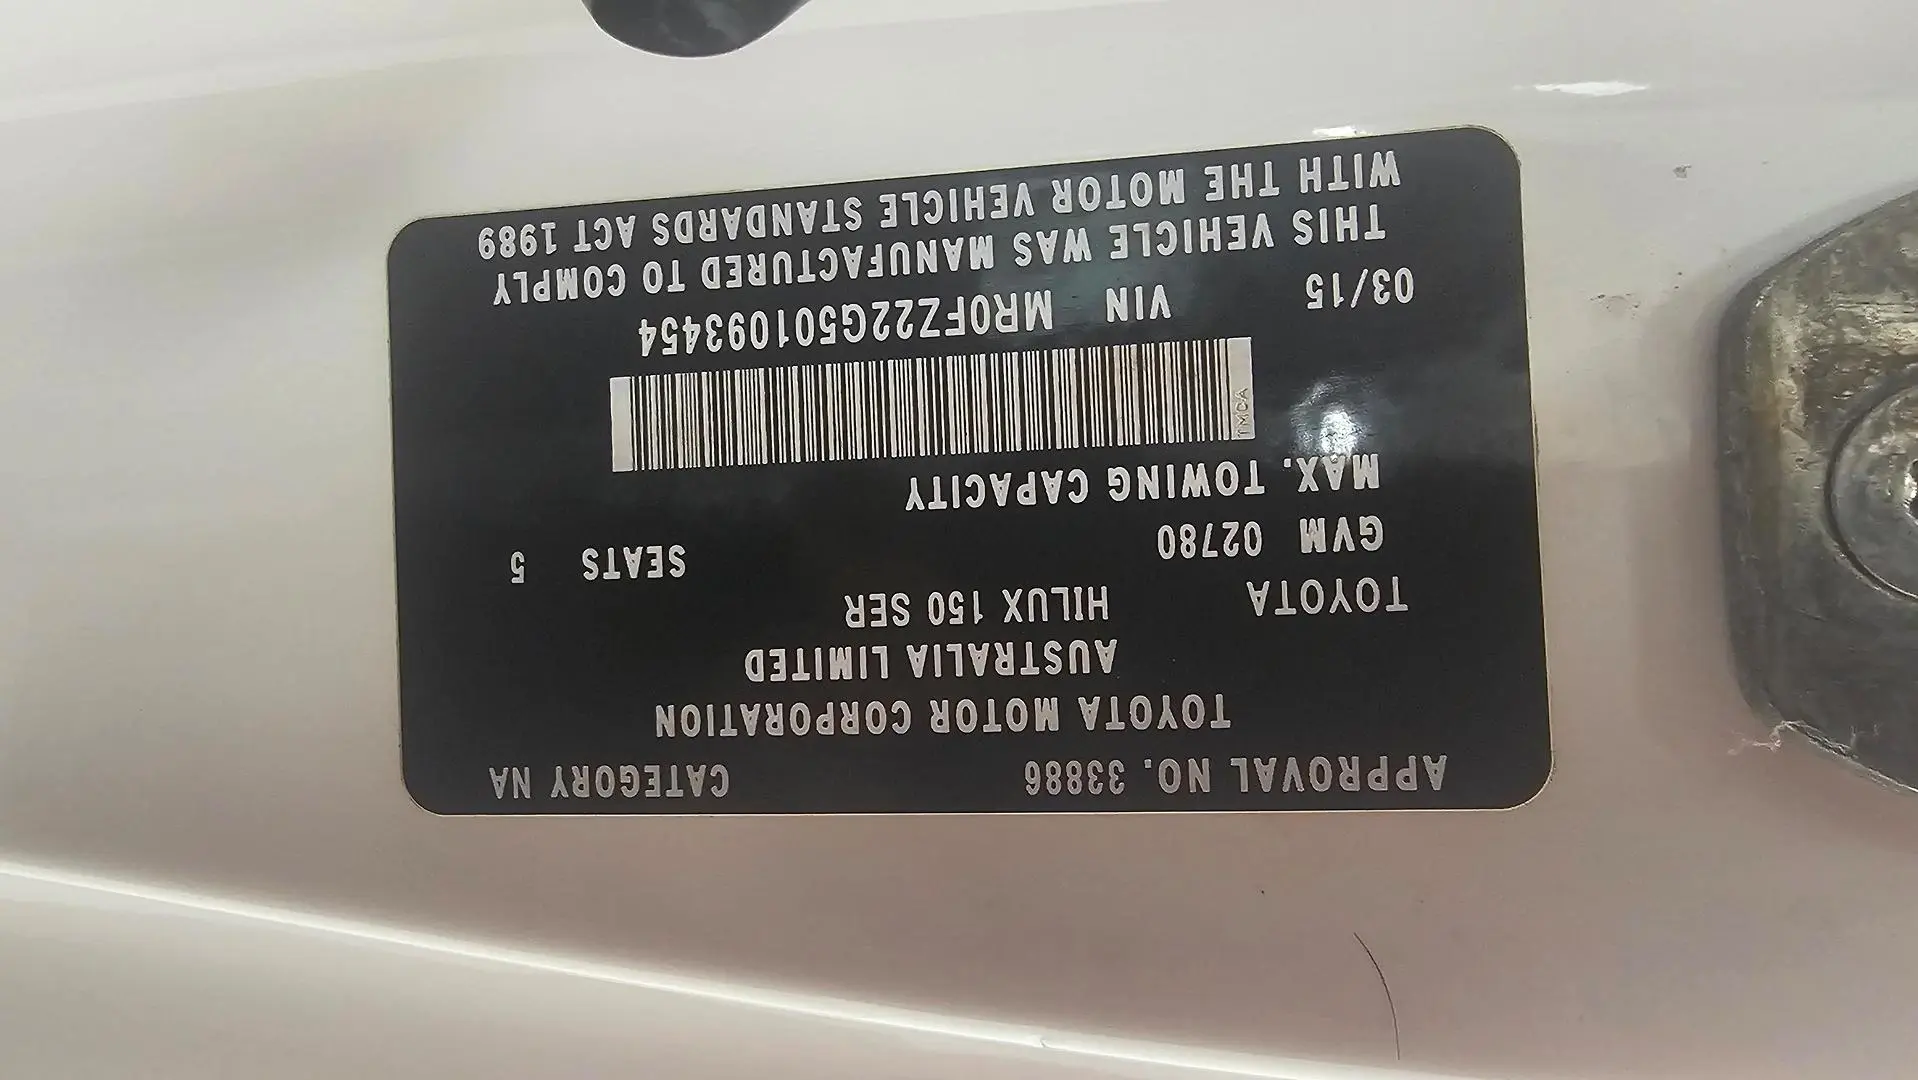 APPROVAL NO. 33886 CATEGORY NA
TOYOTA MOTOR CORPORATION
AUSTRALIA LIMITED
TOYOTA HILUX 150 SER
GVM 02780 SEATS 5
MAX. TOWING CAPACITY
TMCA
VIN MR0FZ22G501093454
03/15
THIS VEHICLE WAS MANUFACTURED TO COMPLY
WITH THE MOTOR VEHICLE STANDARDS ACT 1989